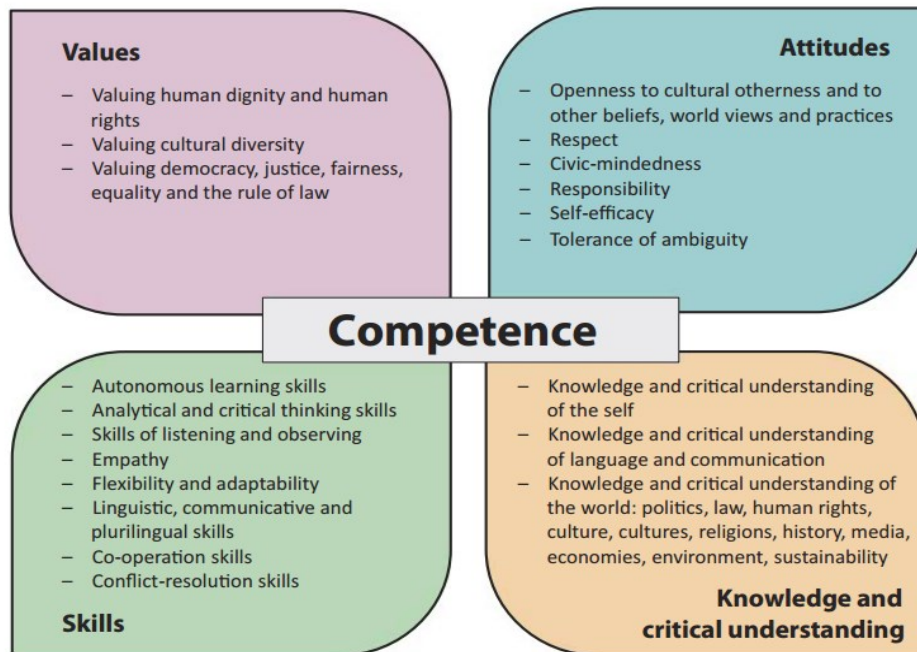 Values
– Valuing human dignity and human
rights
– Valuing cultural diversity
– Valuing democracy, justice, fairness,
equality and the rule of law
Attitudes
– Openness to cultural otherness and to
other beliefs, world views and practices
– Respect
– Civic-mindedness
– Responsibility
– Self-efficacy
– Tolerance of ambiguity
Competence
– Autonomous learning skills
– Analytical and critical thinking skills
– Skills of listening and observing
– Empathy
– Flexibility and adaptability
– Linguistic, communicative and
plurilingual skills
– Co-operation skills
– Conflict-resolution skills
Skills
– Knowledge and critical understanding
of the self
– Knowledge and critical understanding
of language and communication
– Knowledge and critical understanding of
the world: politics, law, human rights,
culture, cultures, religions, history, media,
economies, environment, sustainability
Knowledge and
critical understanding